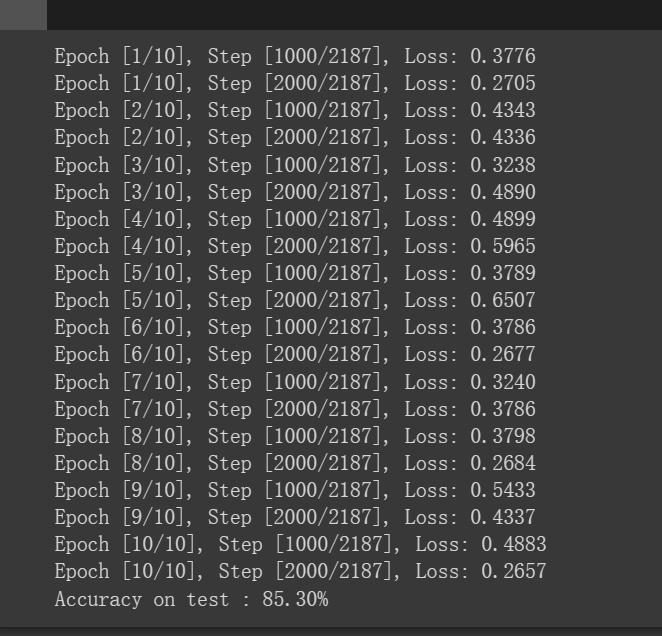 Epoch [1/10], Step [1000/2187], Loss: 0.3776
Epoch [1/10], Step [2000/2187], Loss: 0.2705
Epoch [2/10], Step [1000/2187], Loss: 0.4343
Epoch [2/10], Step [2000/2187], Loss: 0.4336
Epoch [3/10], Step [1000/2187], Loss: 0.3238
Epoch [3/10], Step [2000/2187], Loss: 0.4890
Epoch [4/10], Step [1000/2187], Loss: 0.4899
Epoch [4/10], Step [2000/2187], Loss: 0.5965
Epoch [5/10], Step [1000/2187], Loss: 0.3789
Epoch [5/10], Step [2000/2187], Loss: 0.6507
Epoch [6/10], Step [1000/2187], Loss: 0.3786
Epoch [6/10], Step [2000/2187], Loss: 0.2677
Epoch [7/10], Step [1000/2187], Loss: 0.3240
Epoch [7/10], Step [2000/2187], Loss: 0.3786
Epoch [8/10], Step [1000/2187], Loss: 0.3798
Epoch [8/10], Step [2000/2187], Loss: 0.2684
Epoch [9/10], Step [1000/2187], Loss: 0.5433
Epoch [9/10], Step [2000/2187], Loss: 0.4337
Epoch [10/10], Step [1000/2187], Loss: 0.4883
Epoch [10/10], Step [2000/2187], Loss: 0.2657
Accuracy on test : 85.30%